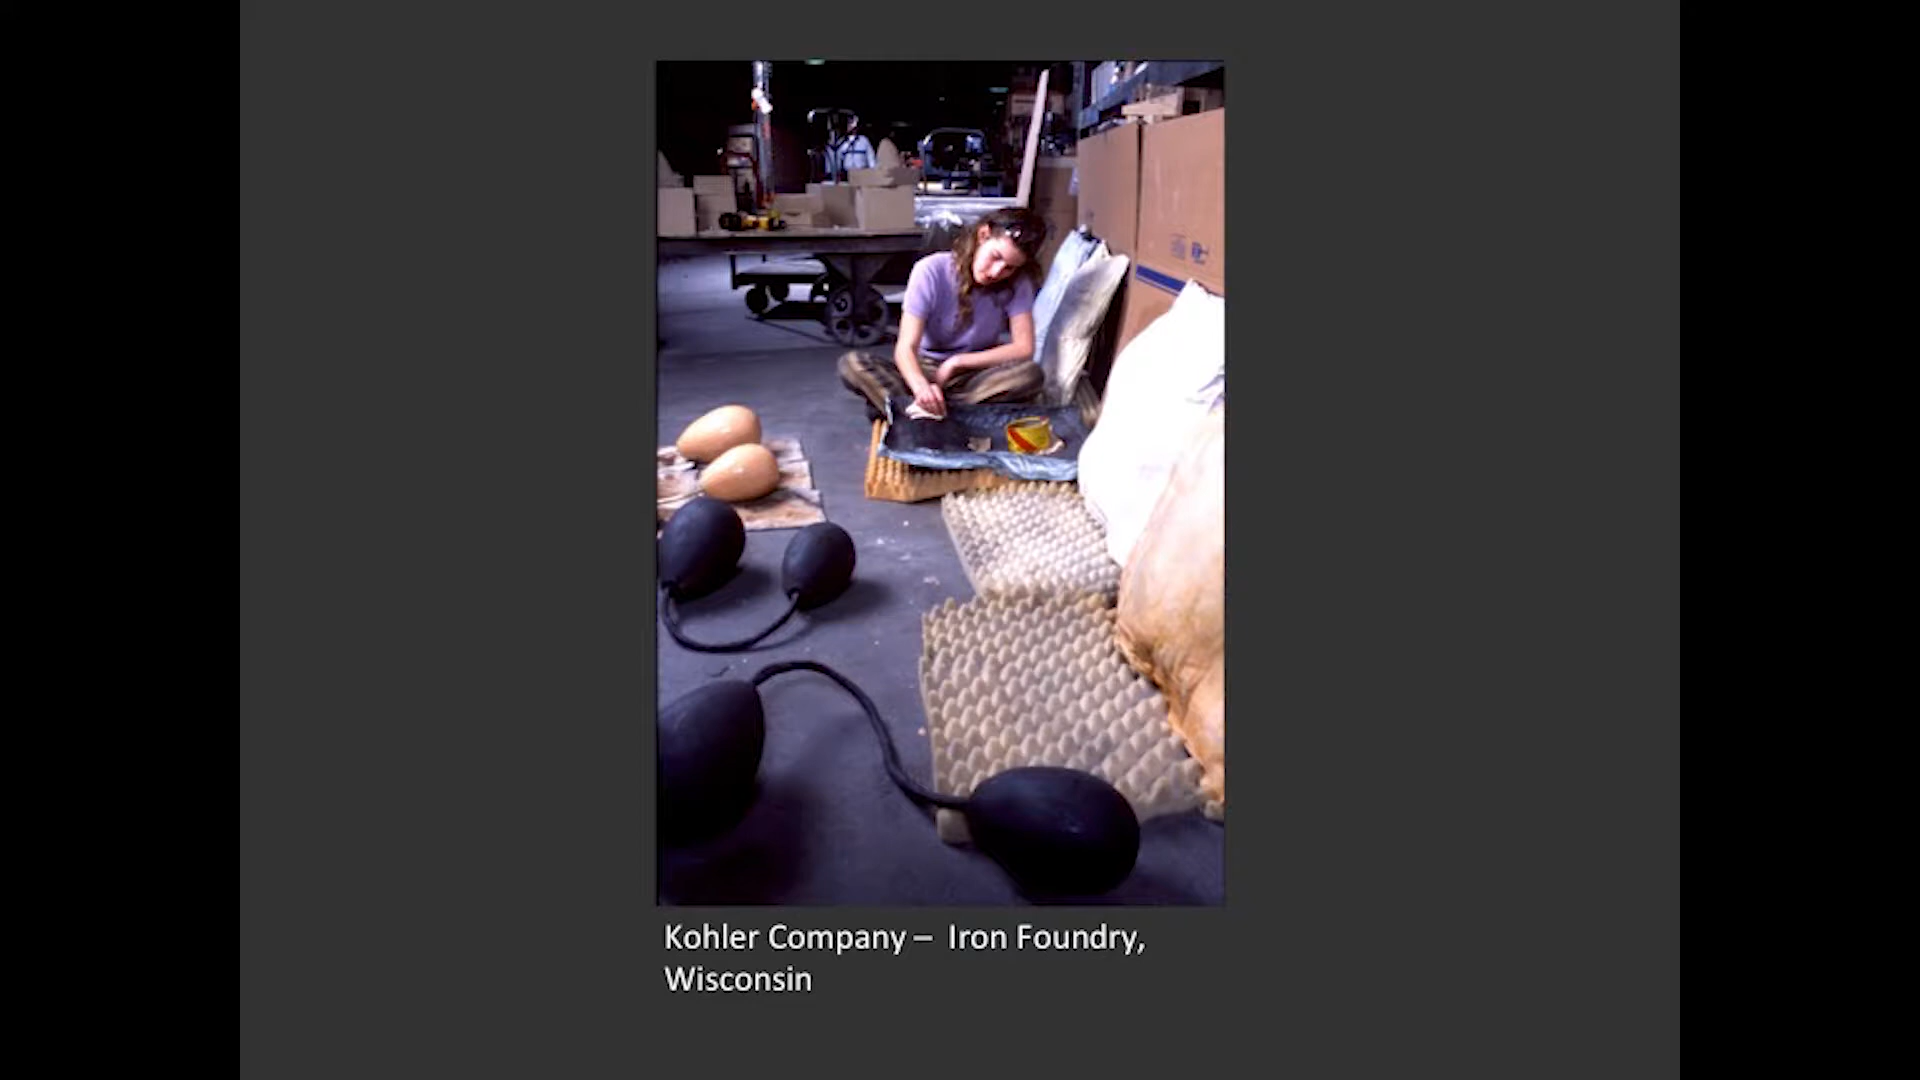 Kohler Company –  Iron Foundry,
Wisconsin